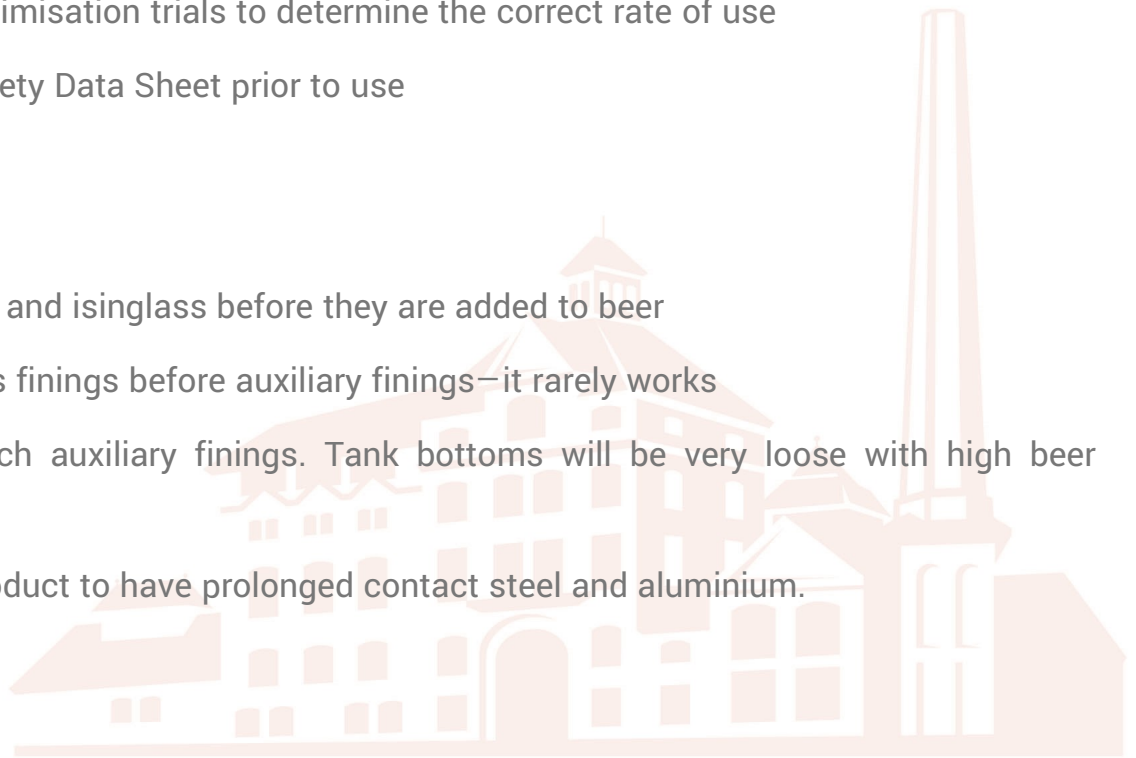 imisation trials to determine the correct rate of use
ety Data Sheet prior to use
and isinglass before they are added to beer
s finings before auxiliary finings—it rarely works
ch auxiliary finings. Tank bottoms will be very loose with high beer
oduct to have prolonged contact steel and aluminium.